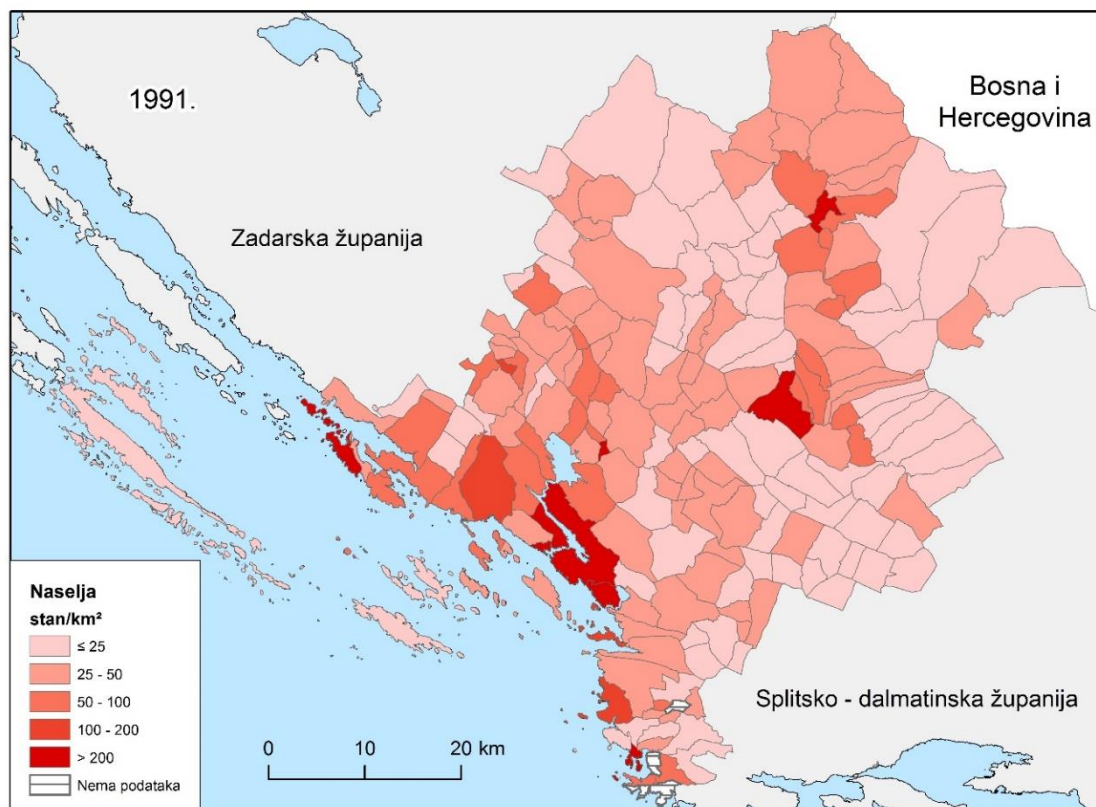 1991.
Bosna i
Hercegovina
Zadarska županija
Splitsko - dalmatinska županija
0 10 20 km
Naselja
stan/km²
≤ 25
25 - 50
50 - 100
100 - 200
> 200
Nema podataka